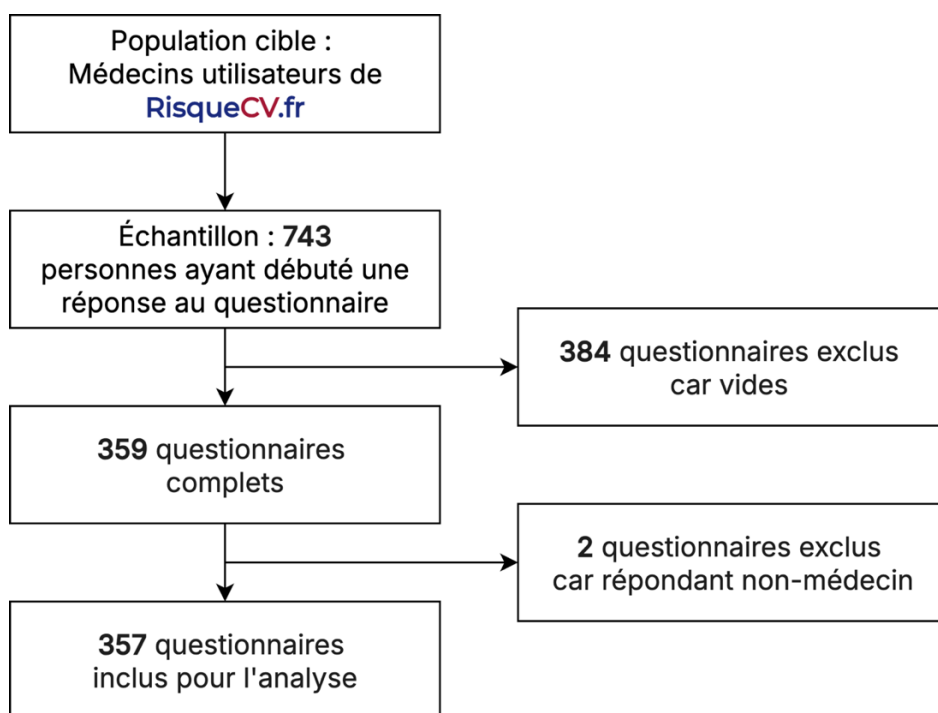 Population cible :
Médecins utilisateurs de
RisqueCV.fr
Échantillon : 743
personnes ayant débuté une
réponse au questionnaire
384 questionnaires exclus
car vides
359 questionnaires
complets
2 questionnaires exclus
car répondant non-médecin
357 questionnaires
inclus pour l'analyse